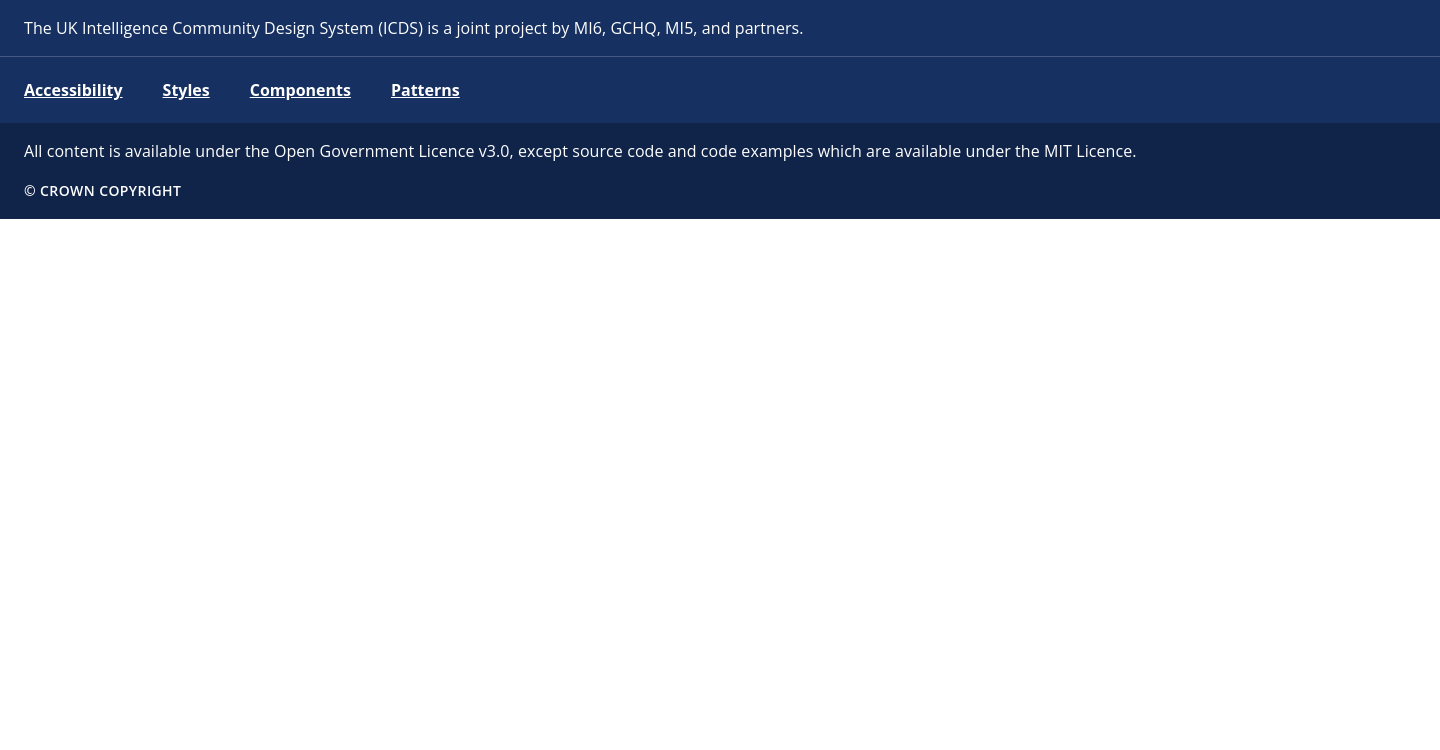 The UK Intelligence Community Design System (ICDS) is a joint project by MI6, GCHQ, MI5, and partners.
Accessibility Styles Components Patterns
All content is available under the Open Government Licence v3.0, except source code and code examples which are available under the MIT Licence.
© CROWN COPYRIGHT